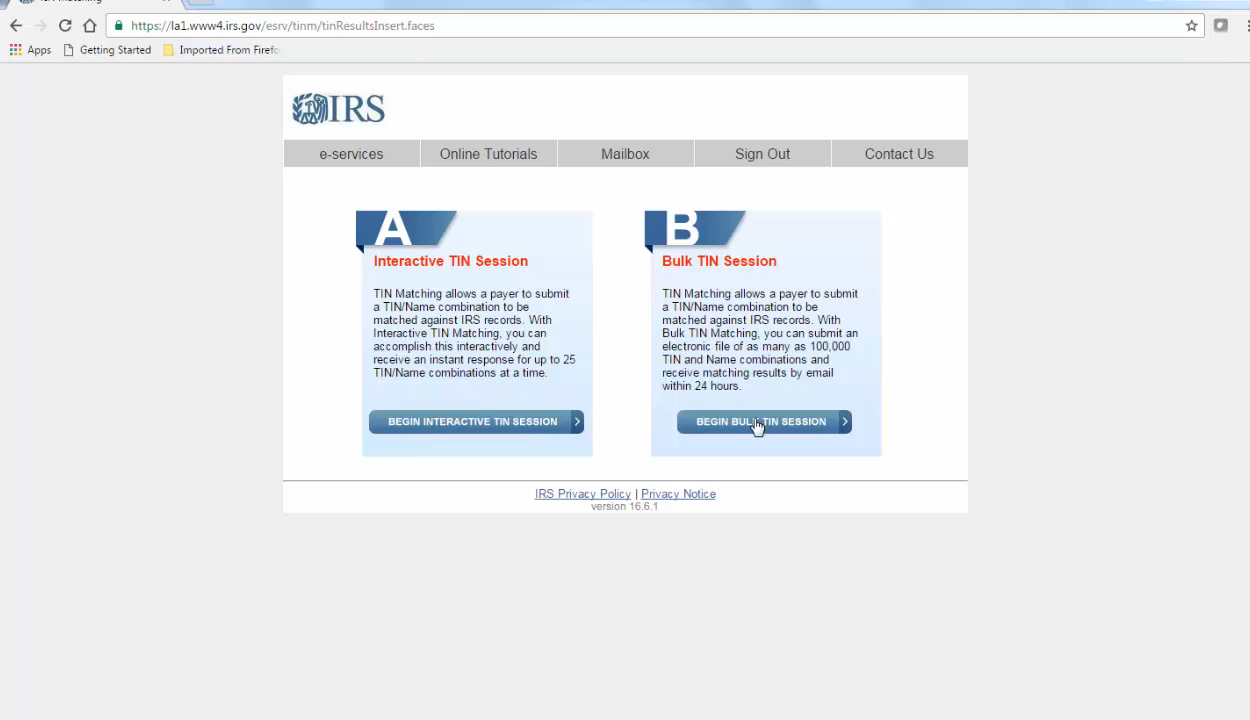 https://la1.www4.irs.gov/esrv/tinm/tinResultsInsert.faces
Apps Getting Started Imported From Firefo
IRS
e-services Online Tutorials Mailbox Sign Out Contact Us
A
Interactive TIN Session
TIN Matching allows a payer to submit
a TIN/Name combination to be
matched against IRS records. With
Interactive TIN Matching, you can
accomplish this interactively and
receive an instant response for up to 25
TIN/Name combinations at a time.
BEGIN INTERACTIVE TIN SESSION
B
Bulk TIN Session
TIN Matching allows a payer to submit
a TIN/Name combination to be
matched against IRS records. With
Bulk TIN Matching, you can submit an
electronic file of as many as 100,000
TIN and Name combinations and
receive matching results by email
within 24 hours.
BEGIN BULK TIN SESSION
IRS Privacy Policy | Privacy Notice
version 16.6.1